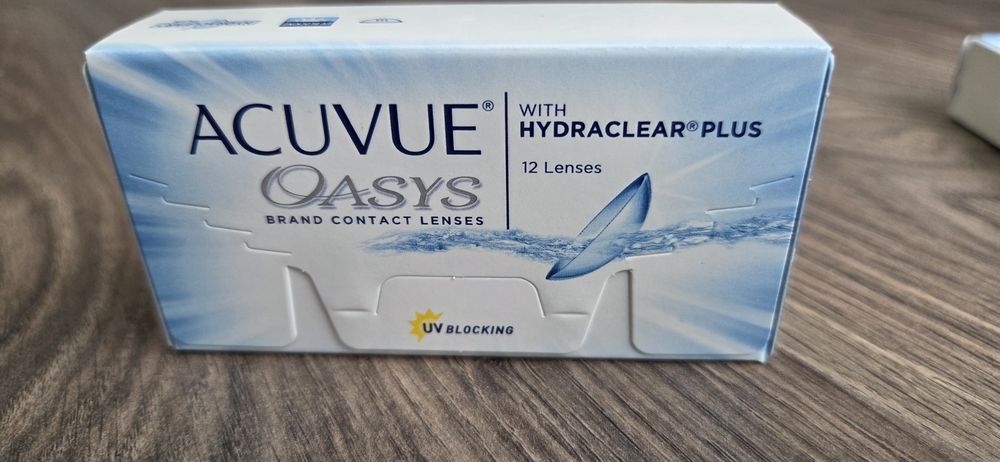 ACUVUE®
OASYS
BRAND CONTACT LENSES
WITH
HYDRACLEAR® PLUS
12 Lenses
UV BLOCKING